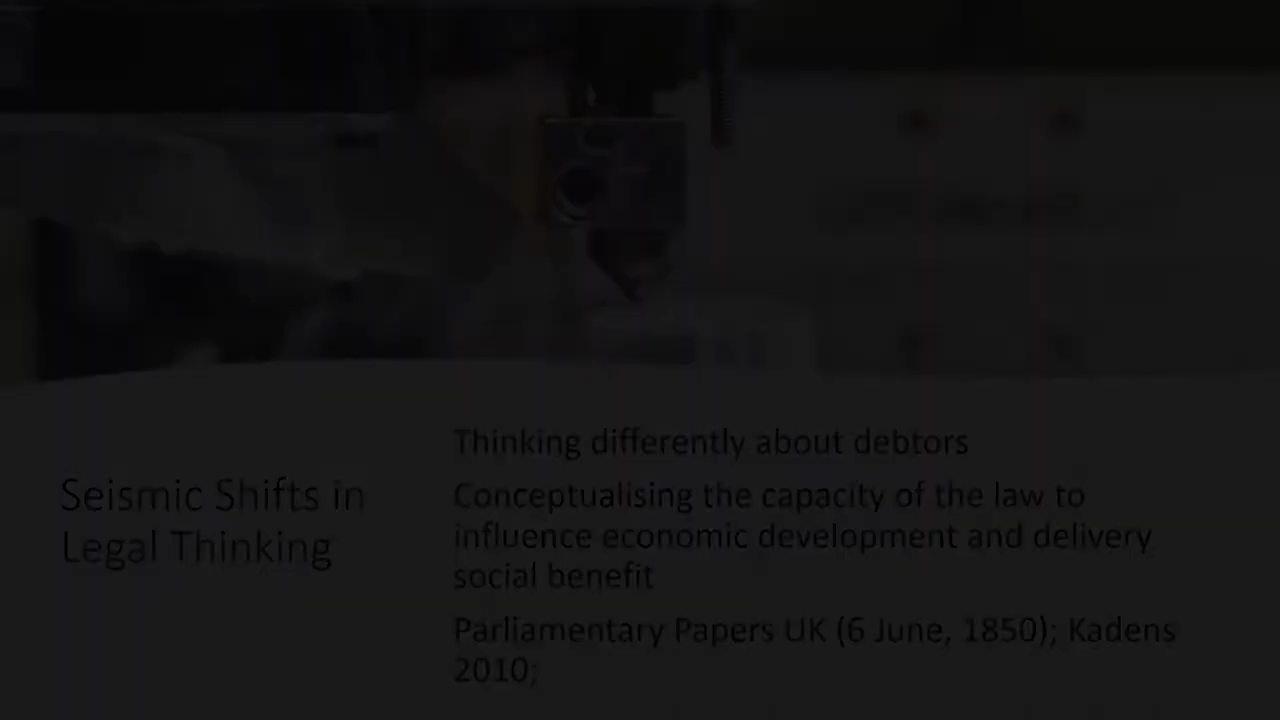 Seismic Shifts in
Legal Thinking
Thinking differently about debtors
Conceptualising the capacity of the law to
influence economic development and delivery
social benefit
Parliamentary Papers UK (6 June, 1850); Kadens
2010;